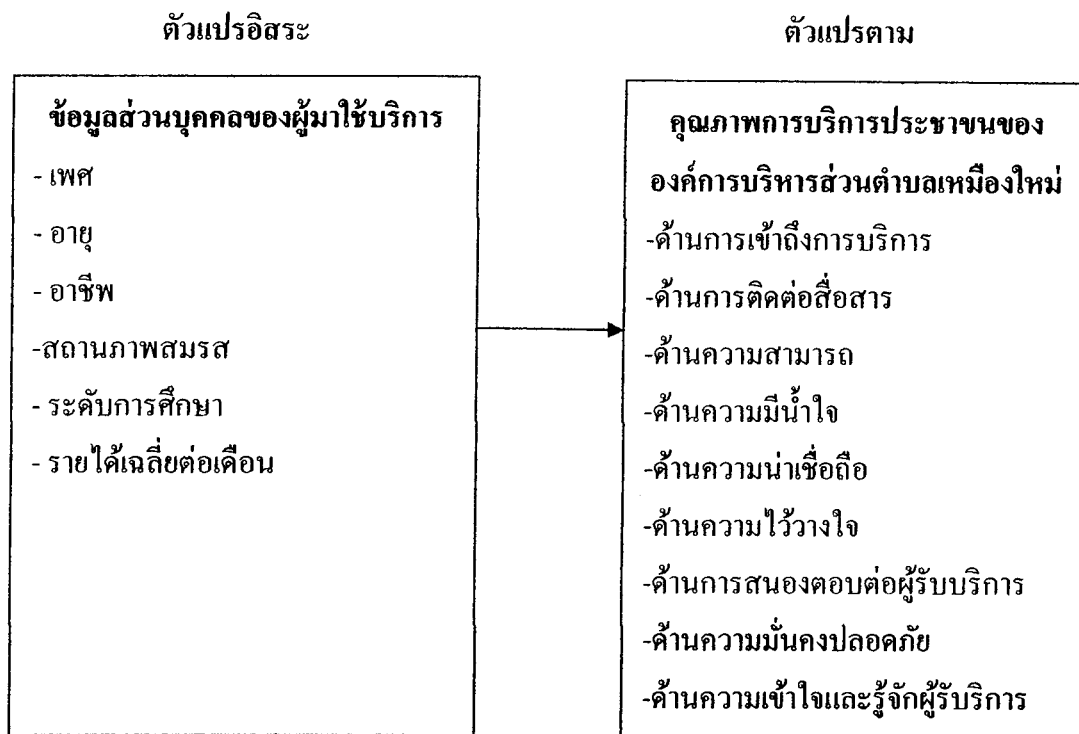 ตัวแปรอิสระ
ข้อมูลส่วนบุคคลของผู้มาใช้บริการ
- เพศ
- อายุ
- อาชีพ
-สถานภาพสมรส
- ระดับการศึกษา
- รายได้เฉลี่ยต่อเดือน
ตัวแปรตาม
คุณภาพการบริการประชาขนของ
องค์การบริหารส่วนตำบลเหมืองใหม่
-ด้านการเข้าถึงการบริการ
-ด้านการติดต่อสื่อสาร
-ด้านความสามารถ
-ด้านความมีน้ำใจ
-ด้านความน่าเชื่อถือ
-ด้านความไว้วางใจ
-ด้านการสนองตอบต่อผู้รับบริการ
-ด้านความมั่นคงปลอดภัย
-ด้านความเข้าใจและรู้จักผู้รับริการ